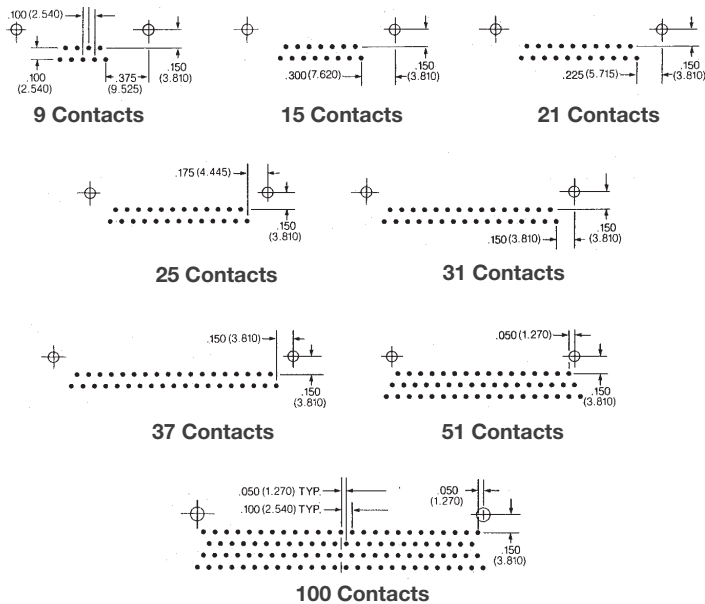 .100 (2.540)
.100
(2.540)
.375
(9.525)
.150
(3.810)
9 Contacts
.300 (7.620)
.150
(3.810)
15 Contacts
.225 (5.715)
.150
(3.810)
21 Contacts
.175 (4.445)
.150
(3.810)
25 Contacts
.150 (3.810)
.150
(3.810)
31 Contacts
.150 (3.810)
.150
(3.810)
37 Contacts
.050 (1.270)
.150
(3.810)
51 Contacts
.050 (1.270) TYP.
.100 (2.540) TYP.
.050
(1.270)
.150
(3.810)
100 Contacts